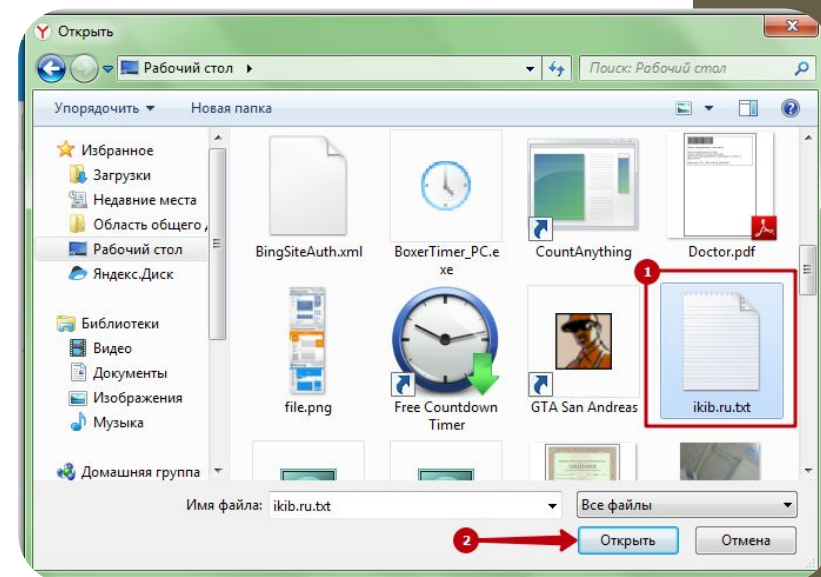 Открыть
Рабочий стол
Поиск: Рабочий стол
Упорядочить
Новая папка
Избранное
Загрузки
Недавние места
Область общего
Рабочий стол
Яндекс.Диск
Библиотеки
Видео
Документы
Изображения
Музыка
Домашняя группа
BingSiteAuth.xml
BoxerTimer_PC.e
xe
CountAnything
Doctor.pdf
1
file.png
Free Countdown
Timer
GTA San Andreas
ikib.ru.txt
Имя файла: ikib.ru.txt
Все файлы
2
Открыть
Отмена